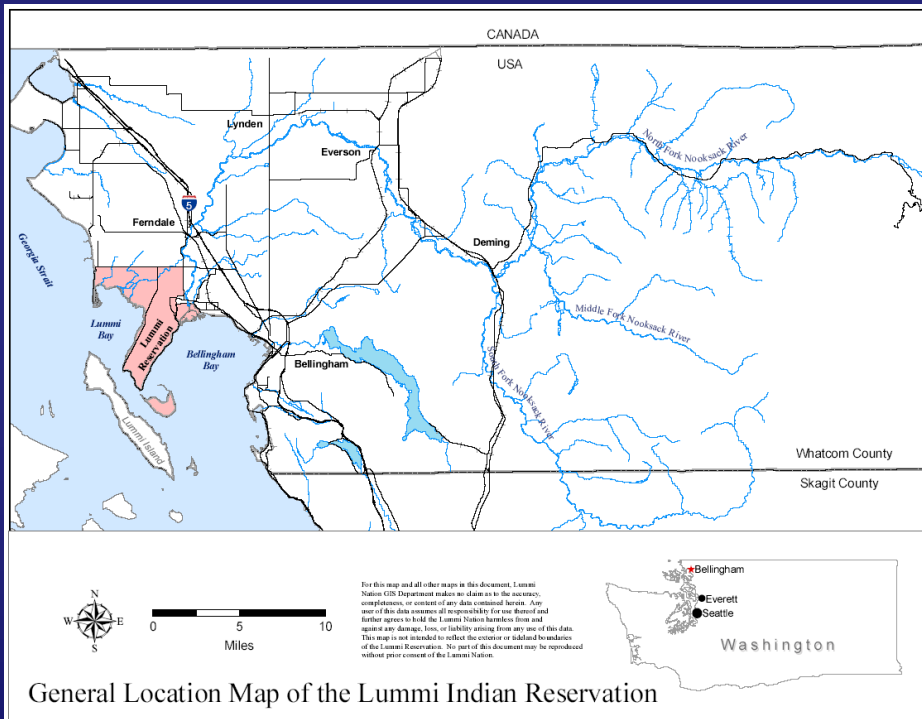 CANADA
USA
Lynden
Everson
North Fork Nooksack River
5
Ferndale
Deming
Georgia Strait
Lummi
Bay
Lummi
Reservation
Bellingham
Bay
Middle Fork Nooksack River
Bellingham
South Fork Nooksack River
Lummi Island
Whatcom County
Skagit County
N
W
E
S
0
5
10
Miles
For this map and all other maps in this document, Lummi
Nation GIS Department makes no claim as to the accuracy,
completeness, or content of any data contained herein. Any
user of this data assumes all responsibility for use thereof and
further agrees to hold the Lummi Nation harmless from and
against any damage, loss, or liability arising from any use of this data.
This map is not intended to reflect the exterior or tideland boundaries
of the Lummi Reservation. No part of this document may be reproduced
without prior consent of the Lummi Nation.
Bellingham
Everett
Seattle
Washington
General Location Map of the Lummi Indian Reservation